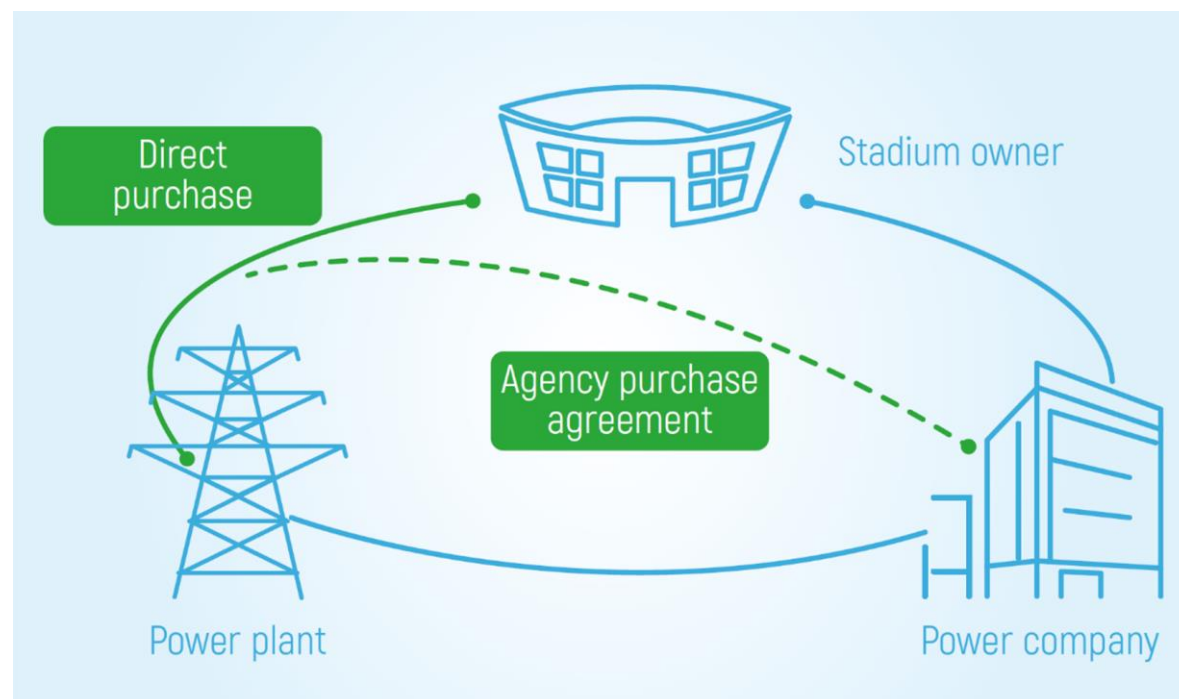 Direct
purchase
Stadium owner
Agency purchase
agreement
Power plant
Power company